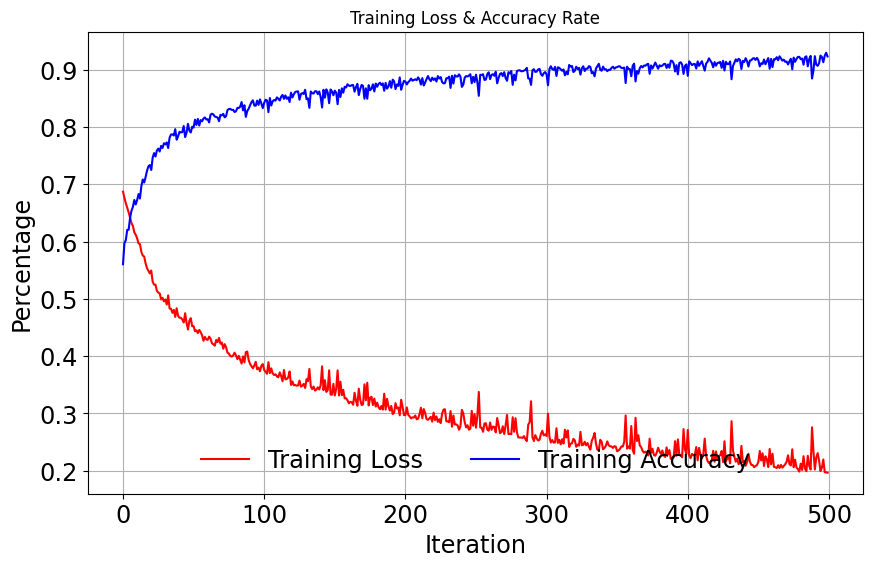 Training Loss & Accuracy Rate
Percentage
0.9
0.8
0.7
0.6
0.5
0.4
0.3
0.2
Training Loss
Training Accuracy
0 100 200 300 400 500
Iteration